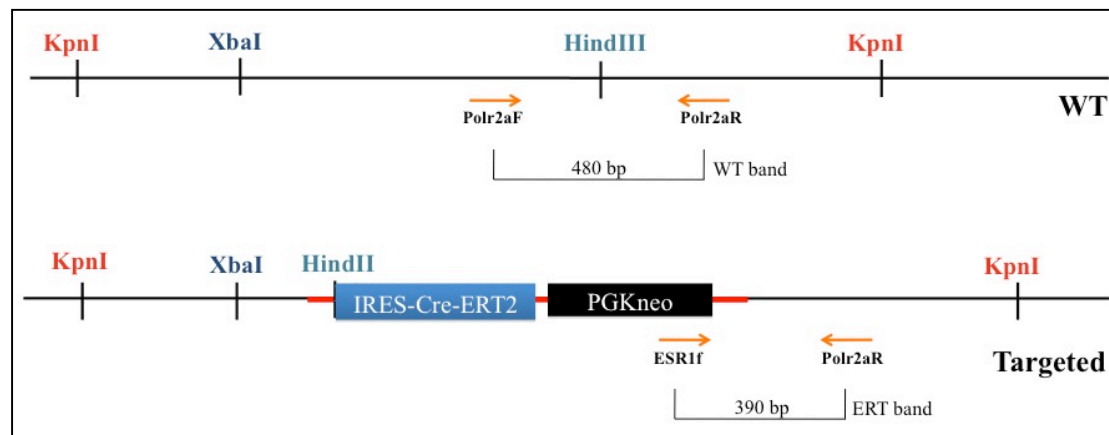 KpnI XbaI HindIII KpnI
WT
Polr2aF Polr2aR
480 bp WT band
KpnI XbaI HindII KpnI
IRES-Cre-ERT2 PGKneo
ESR1f Polr2aR Targeted
390 bp ERT band